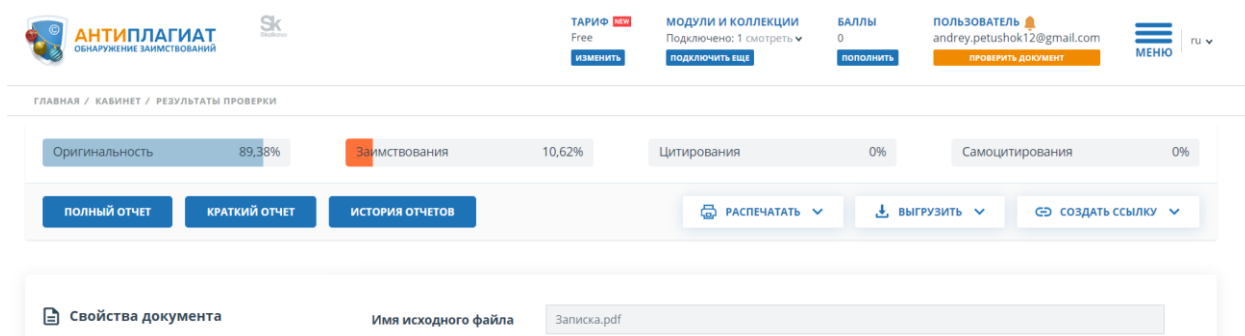 АНТИПЛАГИАТ
ОБНАРУЖЕНИЕ ЗАИМСТВОВАНИЙ
Sk
ТАРИФ NEW
Free
ИЗМЕНИТЬ
МОДУЛИ И КОЛЛЕКЦИИ
Подключено: 1 смотреть
ПОДКЛЮЧИТЬ ЕЩЕ
БАЛЛЫ
0
ПОПОЛНИТЬ
ПОЛЬЗОВАТЕЛЬ
andrey.petushok12@gmail.com
ПРОВЕРИТЬ ДОКУМЕНТ
МЕНЮ
ru
ГЛАВНАЯ / КАБИНЕТ / РЕЗУЛЬТАТЫ ПРОВЕРКИ
Оригинальность 89,38%
Заимствования 10,62%
Цитирования 0%
Самоцитирования 0%
ПОЛНЫЙ ОТЧЕТ
КРАТКИЙ ОТЧЕТ
ИСТОРИЯ ОТЧЕТОВ
РАСПЕЧАТАТЬ
ВЫГРУЗИТЬ
СОЗДАТЬ ССЫЛКУ
Свойства документа
Имя исходного файла
Записка.pdf